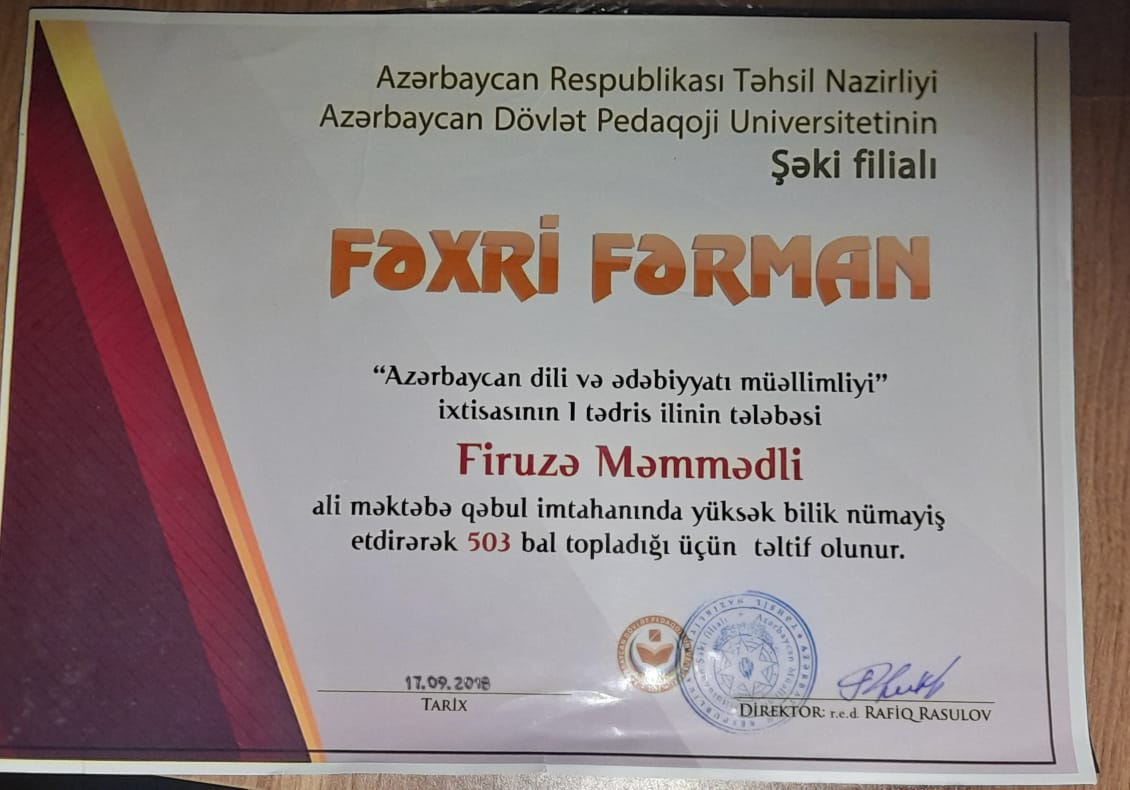 Azərbaycan Respublikası Təhsil Nazirliyi
Azərbaycan Dövlət Pedaqoji Universitetinin
Şəki filialı
FƏXRİ FƏRMAN
“Azərbaycan dili və ədəbiyyatı müəllimliyi”
ixtisasının I tədris ilinin tələbəsi
Firuzə Məmmədli
ali məktəbə qəbul imtahanında yüksək bilik nümayiş
etdirərək 503 bal topladığı üçün təltif olunur.
17.09.2018
TARİX
DİREKTOR: r.e.d. RAFİQ RASULOV